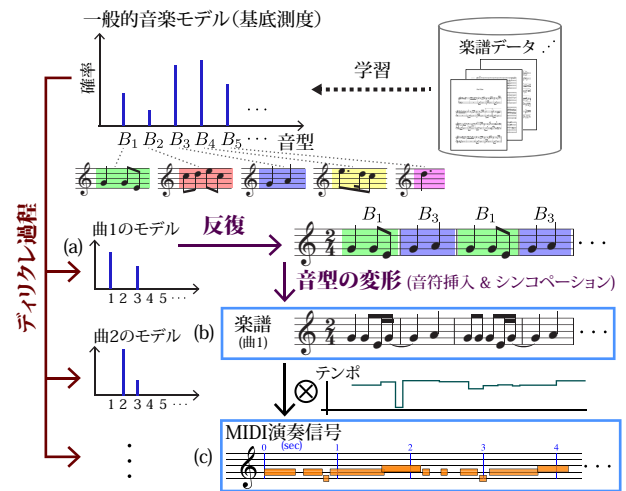 一般的音楽モデル（基底測度）
確率
楽譜データ
学習
B1 B2 B3 B4 B5 ··· 音型
ディリクレ過程
曲1のモデル
(a)
1 2 3 4 5 ···
反復
B1 B3 B1 B3
···
音型の変形 (音符挿入 & シンコペーション)
曲2のモデル
1 2 3 4 5 ···
(b)
楽譜
(曲1)
···
テンポ
(c)
MIDI演奏信号
0 (sec) 1 2 3 4
···